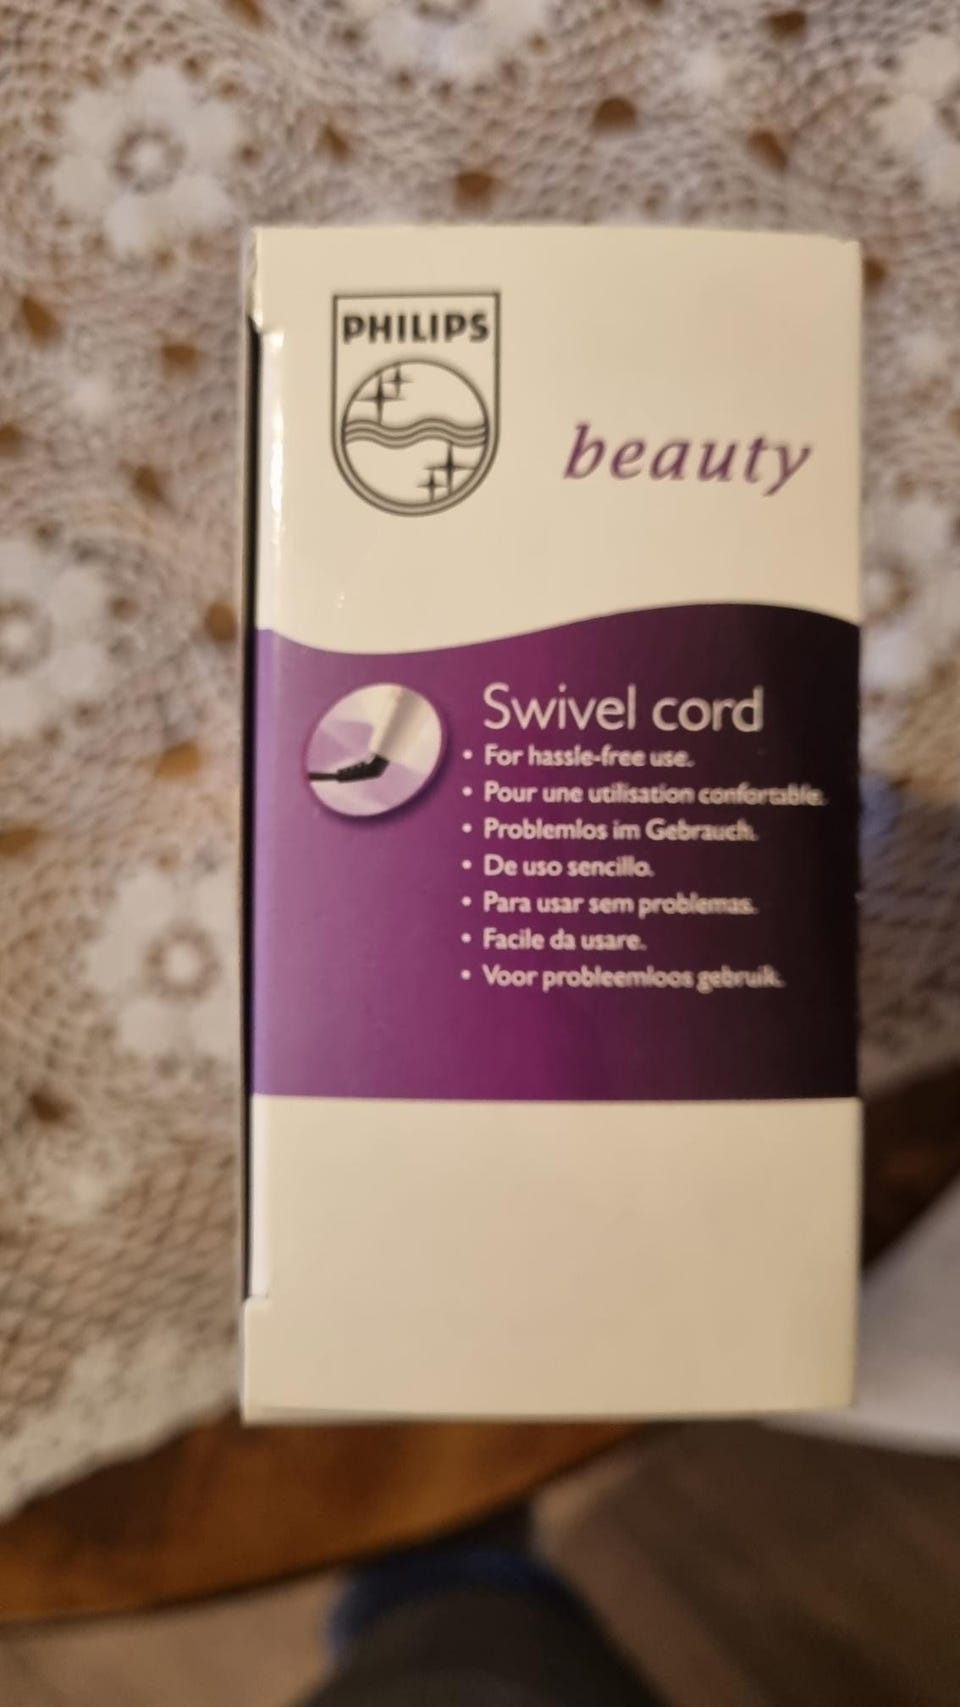 PHILIPS
beauty
Swivel cord
• For hassle-free use.
• Pour une utilisation confortable.
• Problemlos im Gebrauch.
• De uso sencillo.
• Para usar sem problemas.
• Facile da usare.
• Voor probleemloos gebruik.